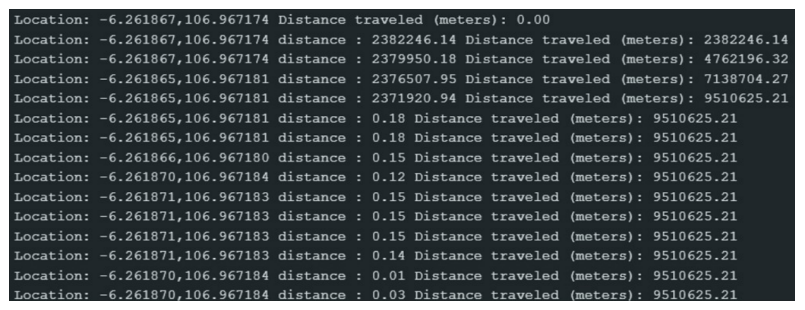 Location: -6.261867,106.967174 Distance traveled (meters): 0.00
Location: -6.261867,106.967174 distance : 2382246.14 Distance traveled (meters): 2382246.14
Location: -6.261867,106.967174 distance : 2379950.18 Distance traveled (meters): 4762196.32
Location: -6.261865,106.967181 distance : 2376507.95 Distance traveled (meters): 7138704.27
Location: -6.261865,106.967181 distance : 2371920.94 Distance traveled (meters): 9510625.21
Location: -6.261865,106.967181 distance : 0.18 Distance traveled (meters): 9510625.21
Location: -6.261865,106.967181 distance : 0.18 Distance traveled (meters): 9510625.21
Location: -6.261866,106.967180 distance : 0.15 Distance traveled (meters): 9510625.21
Location: -6.261870,106.967184 distance : 0.12 Distance traveled (meters): 9510625.21
Location: -6.261871,106.967183 distance : 0.15 Distance traveled (meters): 9510625.21
Location: -6.261871,106.967183 distance : 0.15 Distance traveled (meters): 9510625.21
Location: -6.261871,106.967183 distance : 0.15 Distance traveled (meters): 9510625.21
Location: -6.261871,106.967183 distance : 0.14 Distance traveled (meters): 9510625.21
Location: -6.261870,106.967184 distance : 0.01 Distance traveled (meters): 9510625.21
Location: -6.261870,106.967184 distance : 0.03 Distance traveled (meters): 9510625.21